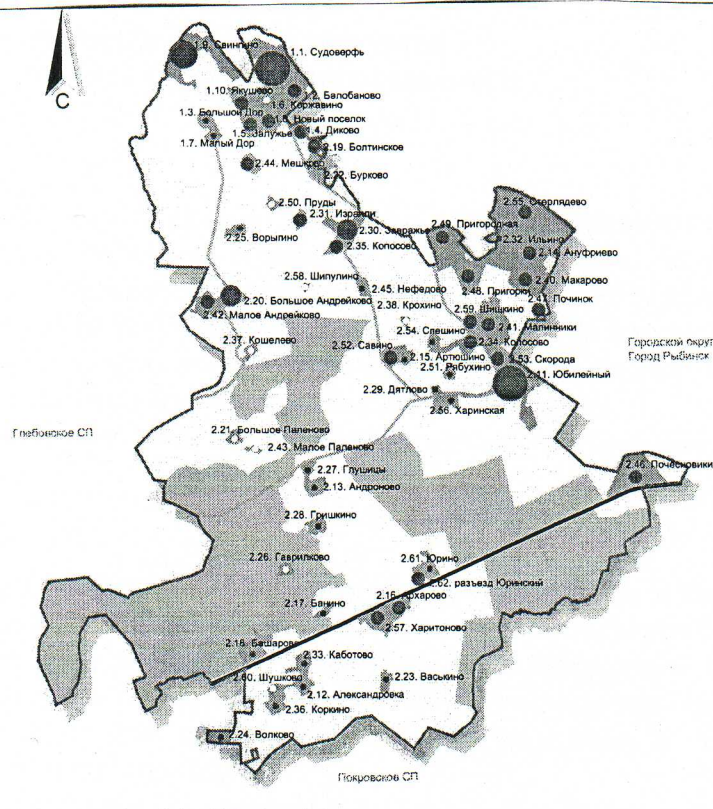 1.9. Свингино
1.1. Судоверфь
1.10. Якушево
1.2. Балобаново
1.6. Коржавино
1.3. Большой Дор
1.8. Новый поселок
1.5. Залужье
1.4. Диково
1.7. Малый Дор
2.19. Болтинское
2.44. Мешково
2.22. Бурково
С
2.50. Пруды
2.55. Стерлядево
2.31. Израиди
2.49. Пригородная
2.30. Завражье
2.25. Ворыпино
2.32. Ильино
2.35. Колосово
2.14. Ануфриево
2.58. Шипулино
2.45. Нефедово
2.48. Пригорки
2.40. Макарово
2.20. Большое Андрейково
2.38. Крохино
2.59. Шишкино
2.47. Починок
2.42. Малое Андрейково
2.54. Спешино
2.41. Малинники
2.37. Кошелево
2.52. Савино
2.34. Колосово
Городской округ
Город Рыбинск
2.15. Артюшино
2.53. Скорода
2.51. Рябухино
2.11. Юбилейный
2.29. Дятлово
2.56. Харинская
Глебовское СП
2.21. Большое Паленово
2.43. Малое Паленово
2.46. Почесновики
2.27. Глушицы
2.13. Андроново
2.28. Гришкино
2.26. Гаврилково
2.61. Юрино
2.62. разъезд Юринский
2.17. Банино
2.16. Архарово
2.57. Харитоново
2.18. Башарово
2.33. Каботово
2.60. Шушково
2.23. Васькино
2.12. Александровка
2.36. Коркино
2.24. Волково
Покровское СП